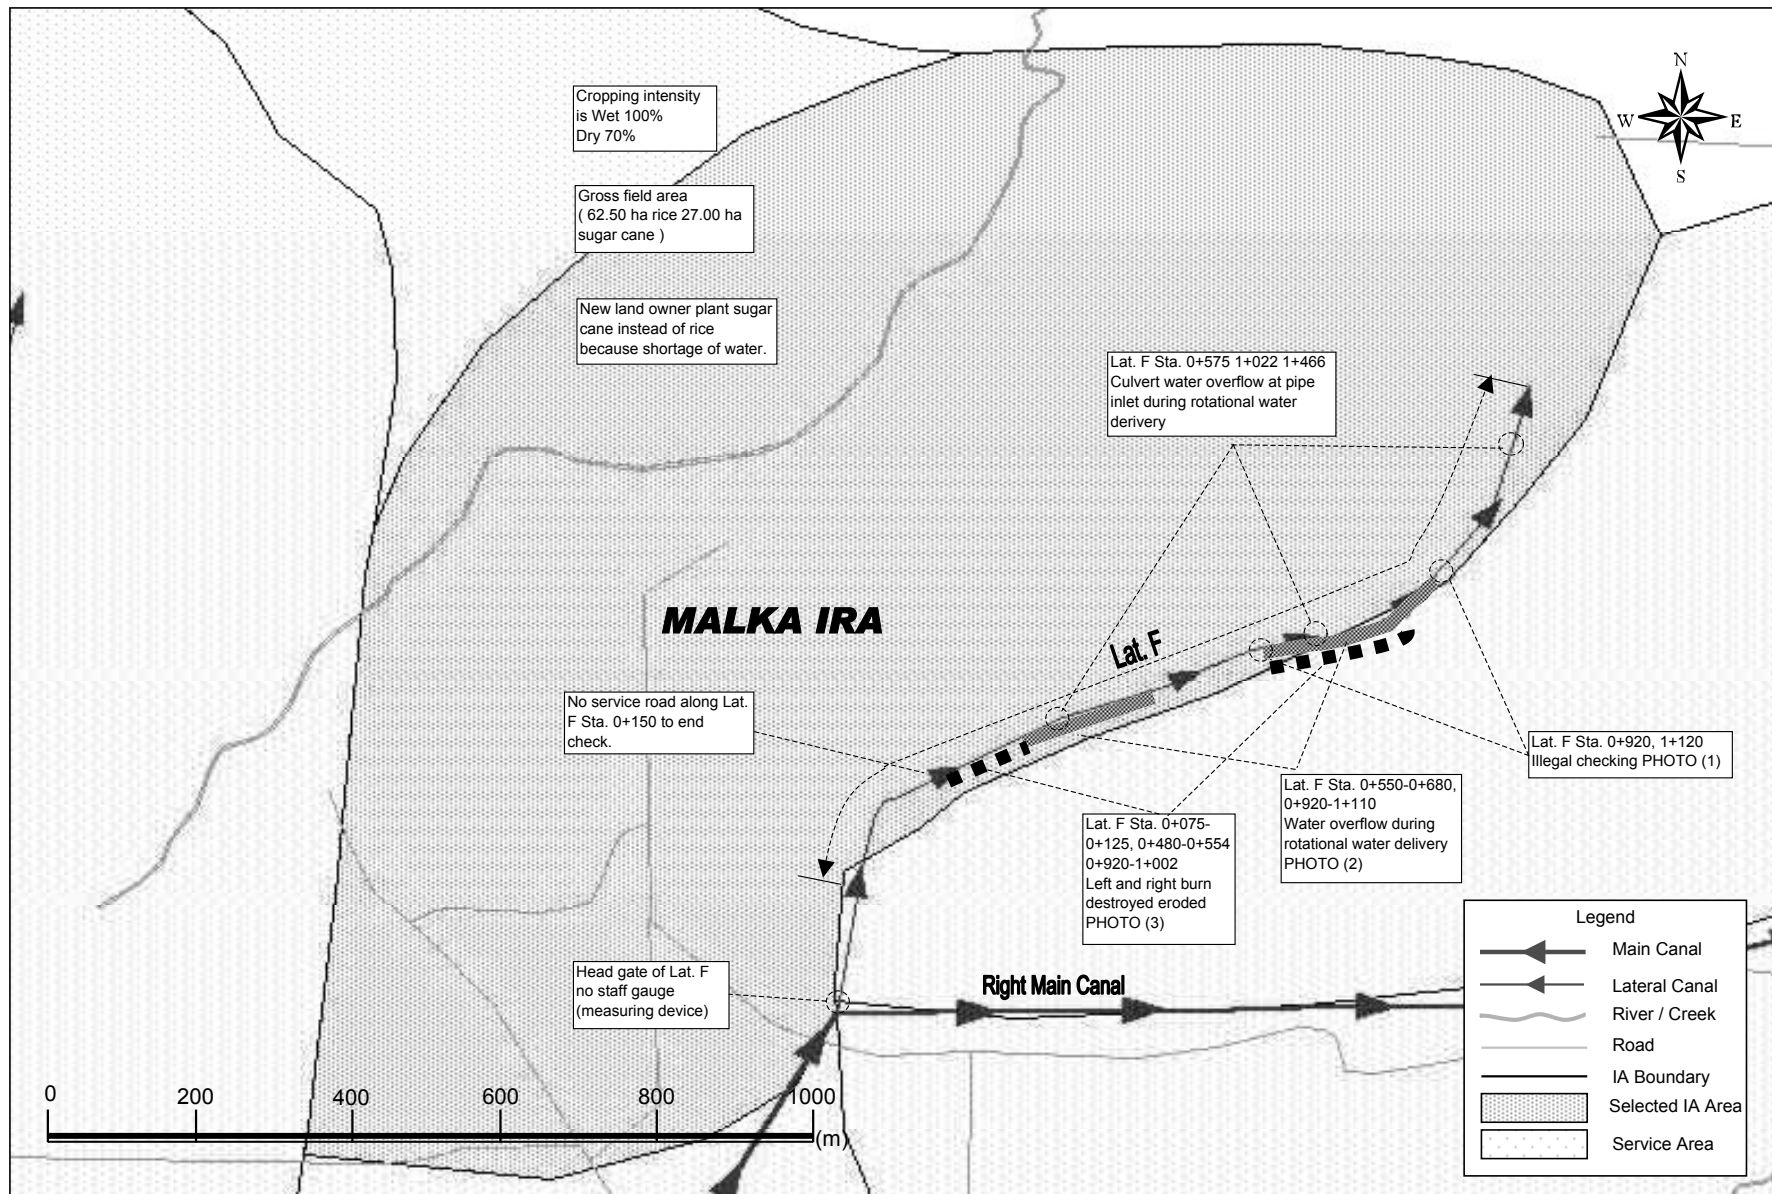 Cropping intensity
is Wet 100%
Dry 70%
N
W
E
S
Gross field area
( 62.50 ha rice 27.00 ha
sugar cane )
New land owner plant sugar
cane instead of rice
because shortage of water.
Lat. F Sta. 0+575 1+022 1+466
Culvert water overflow at pipe
inlet during rotational water
derivery
MALKA IRA
Lat. F
No service road along Lat.
F Sta. 0+150 to end
check.
Lat. F Sta. 0+920, 1+120
Illegal checking PHOTO (1)
Lat. F Sta. 0+550-0+680,
0+920-1+110
Water overflow during
rotational water delivery
PHOTO (2)
Lat. F Sta. 0+075-
0+125, 0+480-0+554
0+920-1+002
Left and right burn
destroyed eroded
PHOTO (3)
Head gate of Lat. F
no staff gauge
(measuring device)
Right Main Canal
0
200
400
600
800
1000
(m)
Legend
Main Canal
Lateral Canal
River / Creek
Road
IA Boundary
Selected IA Area
Service Area